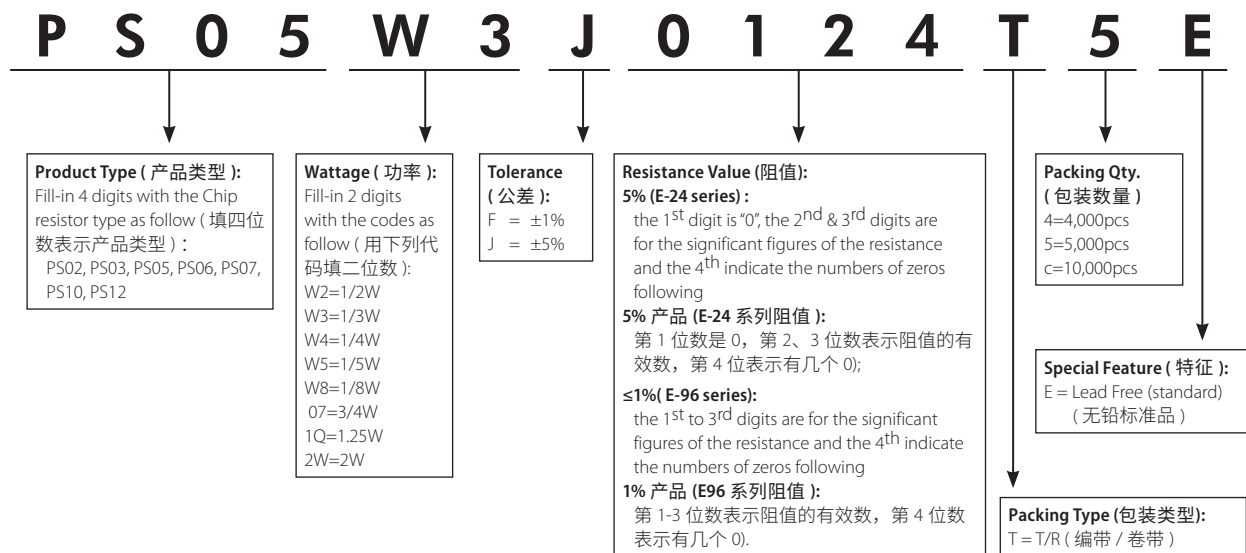 PS05W3J0124T5E
Product Type ( 产品类型 ):
Fill-in 4 digits with the Chip
resistor type as follow ( 填四位
数表示产品类型 ) :
PS02, PS03, PS05, PS06, PS07,
PS10, PS12
Wattage ( 功率 ):
Fill-in 2 digits
with the codes as
follow ( 用下列代
码填二位数 ):
W2=1/2W
W3=1/3W
W4=1/4W
W5=1/5W
W8=1/8W
07=3/4W
1Q=1.25W
2W=2W
Tolerance
( 公差 ):
F = ±1%
J = ±5%
Resistance Value (阻值):
5% (E-24 series) :
the 1st digit is “0”, the 2nd & 3rd digits are
for the significant figures of the resistance
and the 4th indicate the numbers of zeros
following
5% 产品 (E-24 系列阻值 ):
第 1 位数是 0，第 2、3 位数表示阻值的有
效数，第 4 位表示有几个 0);
≤1%( E-96 series):
the 1st to 3rd digits are for the significant
figures of the resistance and the 4th indicate
the numbers of zeros following
1% 产品 (E96 系列阻值 ):
第 1-3 位数表示阻值的有效数，第 4 位数
表示有几个 0).
Packing Qty.
( 包装数量 )
4=4,000pcs
5=5,000pcs
c=10,000pcs
Special Feature ( 特征 ):
E = Lead Free (standard)
( 无铅标准品 )
Packing Type (包装类型):
T = T/R ( 编带 / 卷带 )